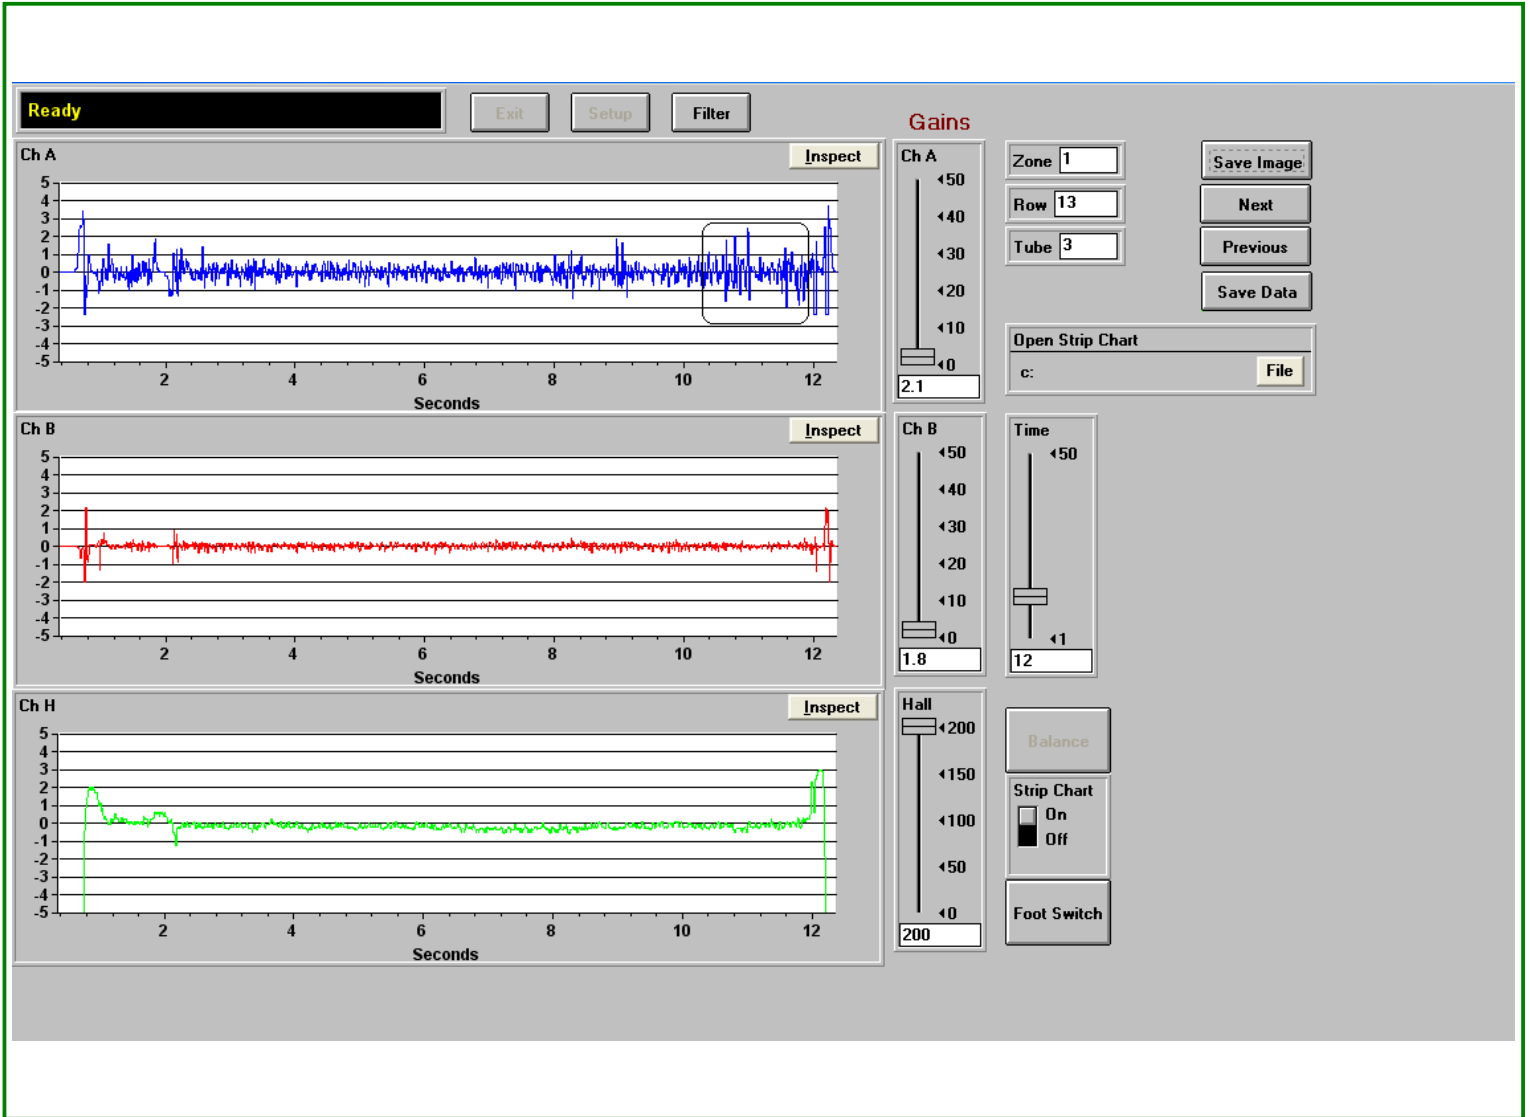 Ready
Exit
Setup
Filter
Gains
Ch A
Inspect
5
4
3
2
1
0
-1
-2
-3
-4
-5
2
4
6
8
10
12
Seconds
Ch A
50
40
30
20
10
0
2.1
Zone 1
Row 13
Tube 3
Save Image
Next
Previous
Save Data
Open Strip Chart
c:
File
Ch B
Inspect
5
4
3
2
1
0
-1
-2
-3
-4
-5
2
4
6
8
10
12
Seconds
Ch B
50
40
30
20
10
0
1.8
Time
50
1
12
Ch H
Inspect
5
4
3
2
1
0
-1
-2
-3
-4
-5
2
4
6
8
10
12
Seconds
Hall
200
150
100
50
0
200
Balance
Strip Chart
On
Off
Foot Switch